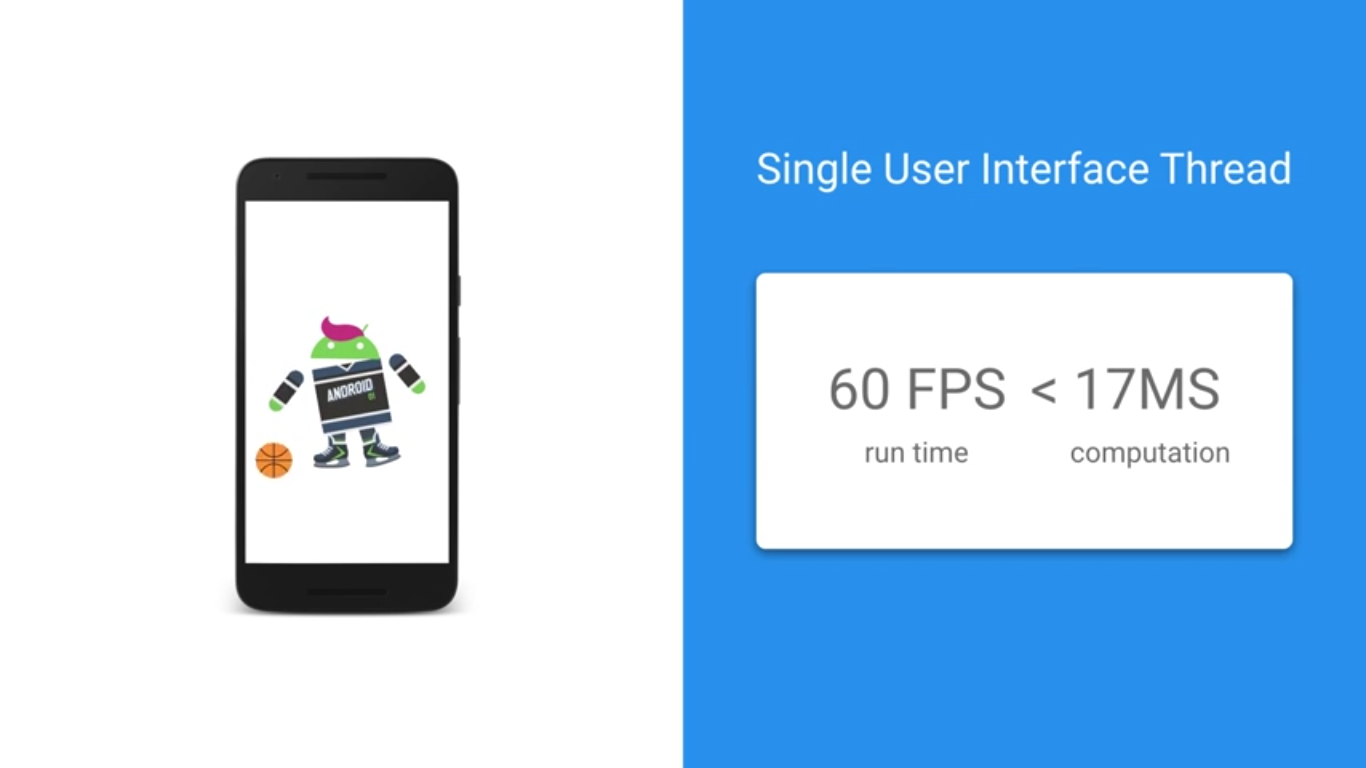 ANDROID
Single User Interface Thread
60 FPS < 17MS
run time computation